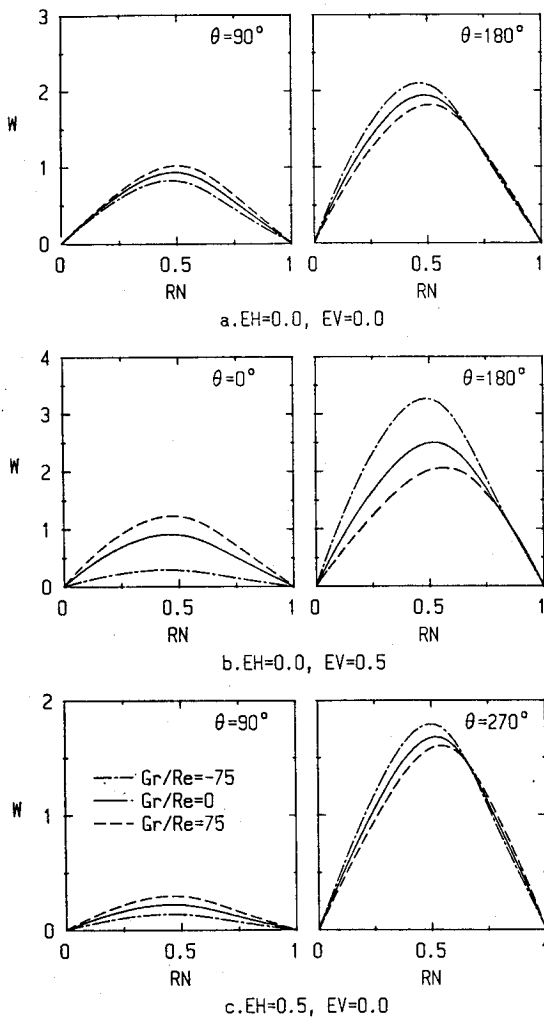 3
2
1
0
W
θ=90°
0
0.5
1
RN
θ=180°
0
0.5
1
RN
a.EH=0.0, EV=0.0
4
3
2
1
0
W
θ=0°
0
0.5
1
RN
θ=180°
0
0.5
1
RN
b.EH=0.0, EV=0.5
2
1
0
W
θ=90°
Gr/Re=-75
Gr/Re=0
Gr/Re=75
0
0.5
1
RN
θ=270°
0
0.5
1
RN
c.EH=0.5, EV=0.0